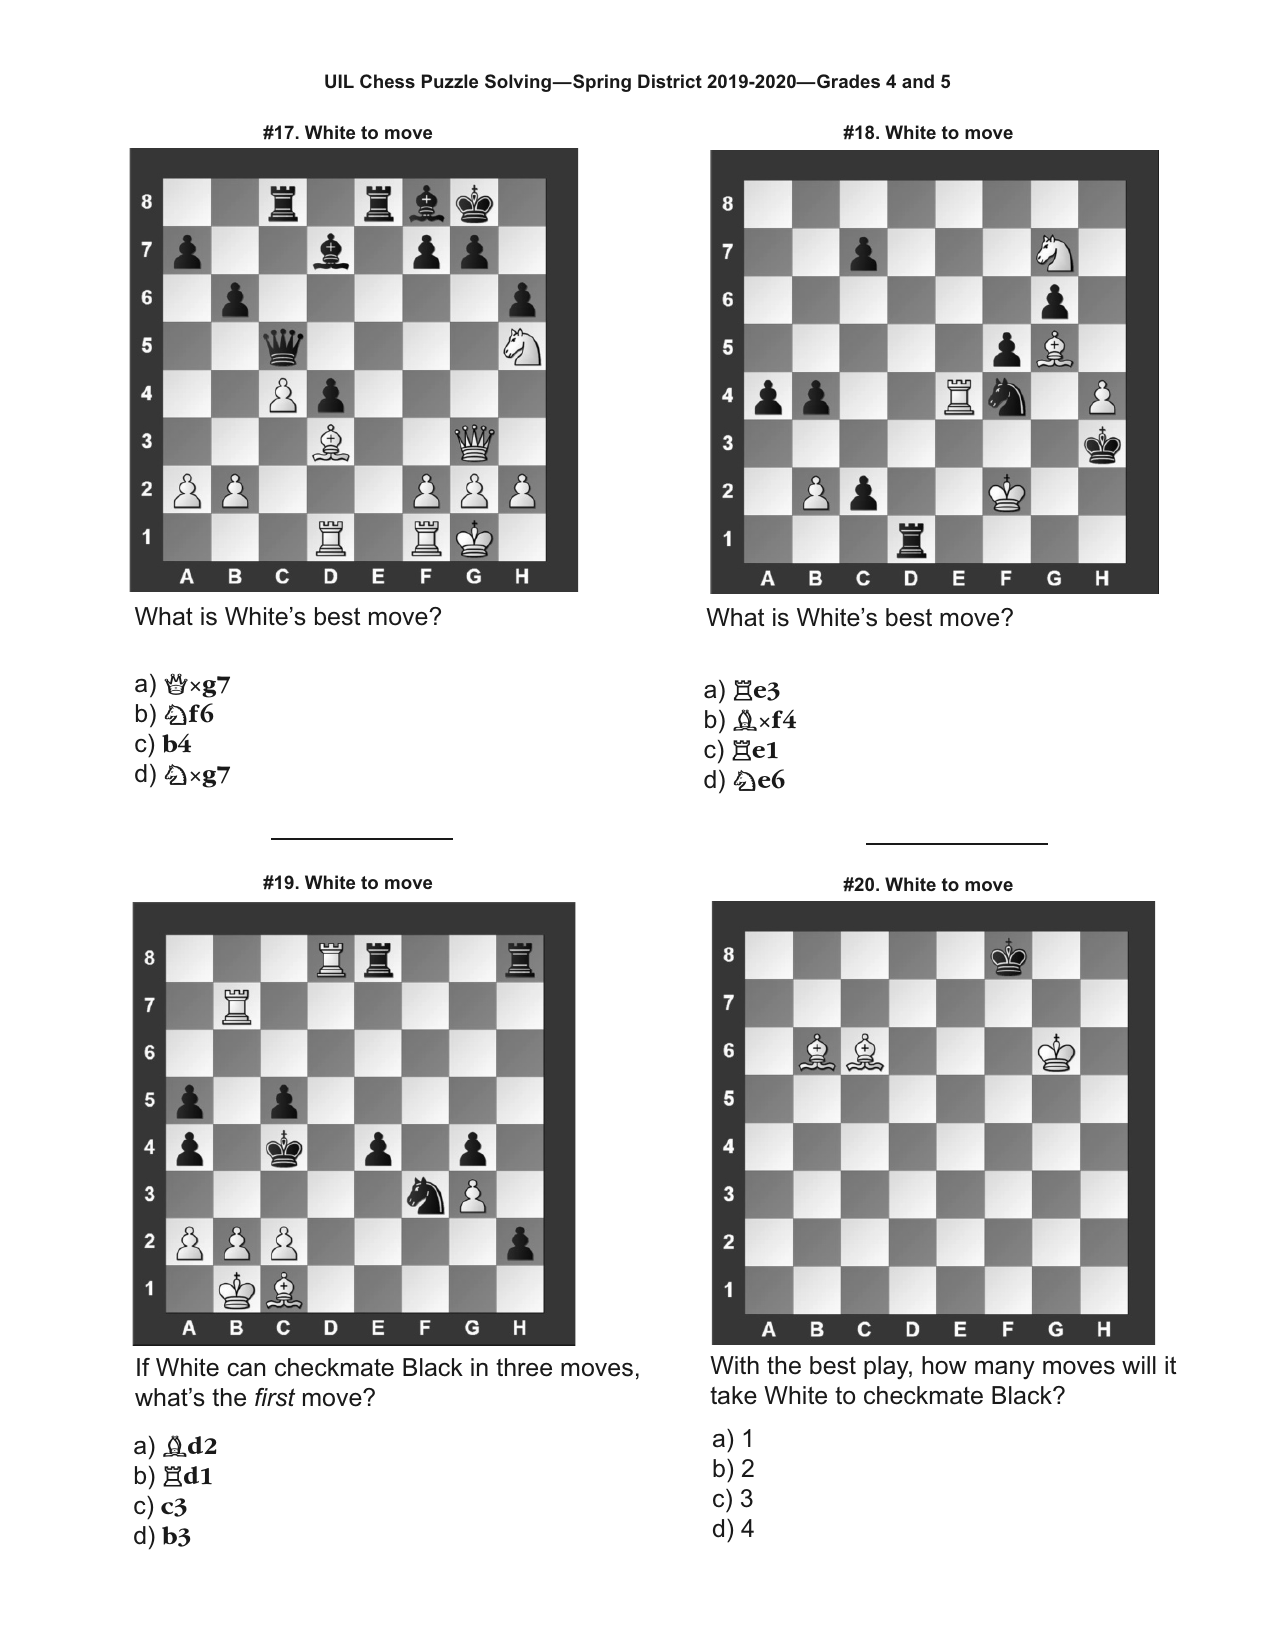 UIL Chess Puzzle Solving—Spring District 2019-2020—Grades 4 and 5
#17. White to move
8
7
6
5
4
3
2
1
A B C D E F G H
What is White’s best move?
a) ♕×g7
b) ♘f6
c) b4
d) ♘×g7
#18. White to move
8
7
6
5
4
3
2
1
A B C D E F G H
What is White’s best move?
a) ♖e3
b) ♗×f4
c) ♖e1
d) ♘e6
#19. White to move
8
7
6
5
4
3
2
1
A B C D E F G H
If White can checkmate Black in three moves,
what’s the first move?
a) ♗d2
b) ♖d1
c) c3
d) b3
#20. White to move
8
7
6
5
4
3
2
1
A B C D E F G H
With the best play, how many moves will it
take White to checkmate Black?
a) 1
b) 2
c) 3
d) 4